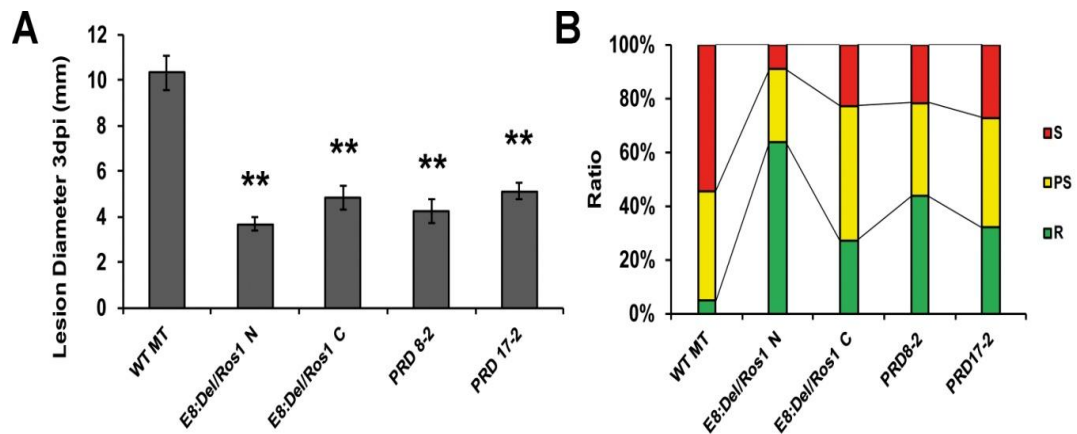 A
Lesion Diameter 3dpi (mm)
12
10
8
6
4
2
0
**
**
**
**
WT MT
E8:Del//Ros1 N
E8:Del//Ros1 C
PRD 8-2
PRD 17-2
B
Ratio
100%
80%
60%
40%
20%
0%
WT MT
E8:Del//Ros1 N
E8:Del//Ros1 C
PRD8-2
PRD17-2
S
PS
R